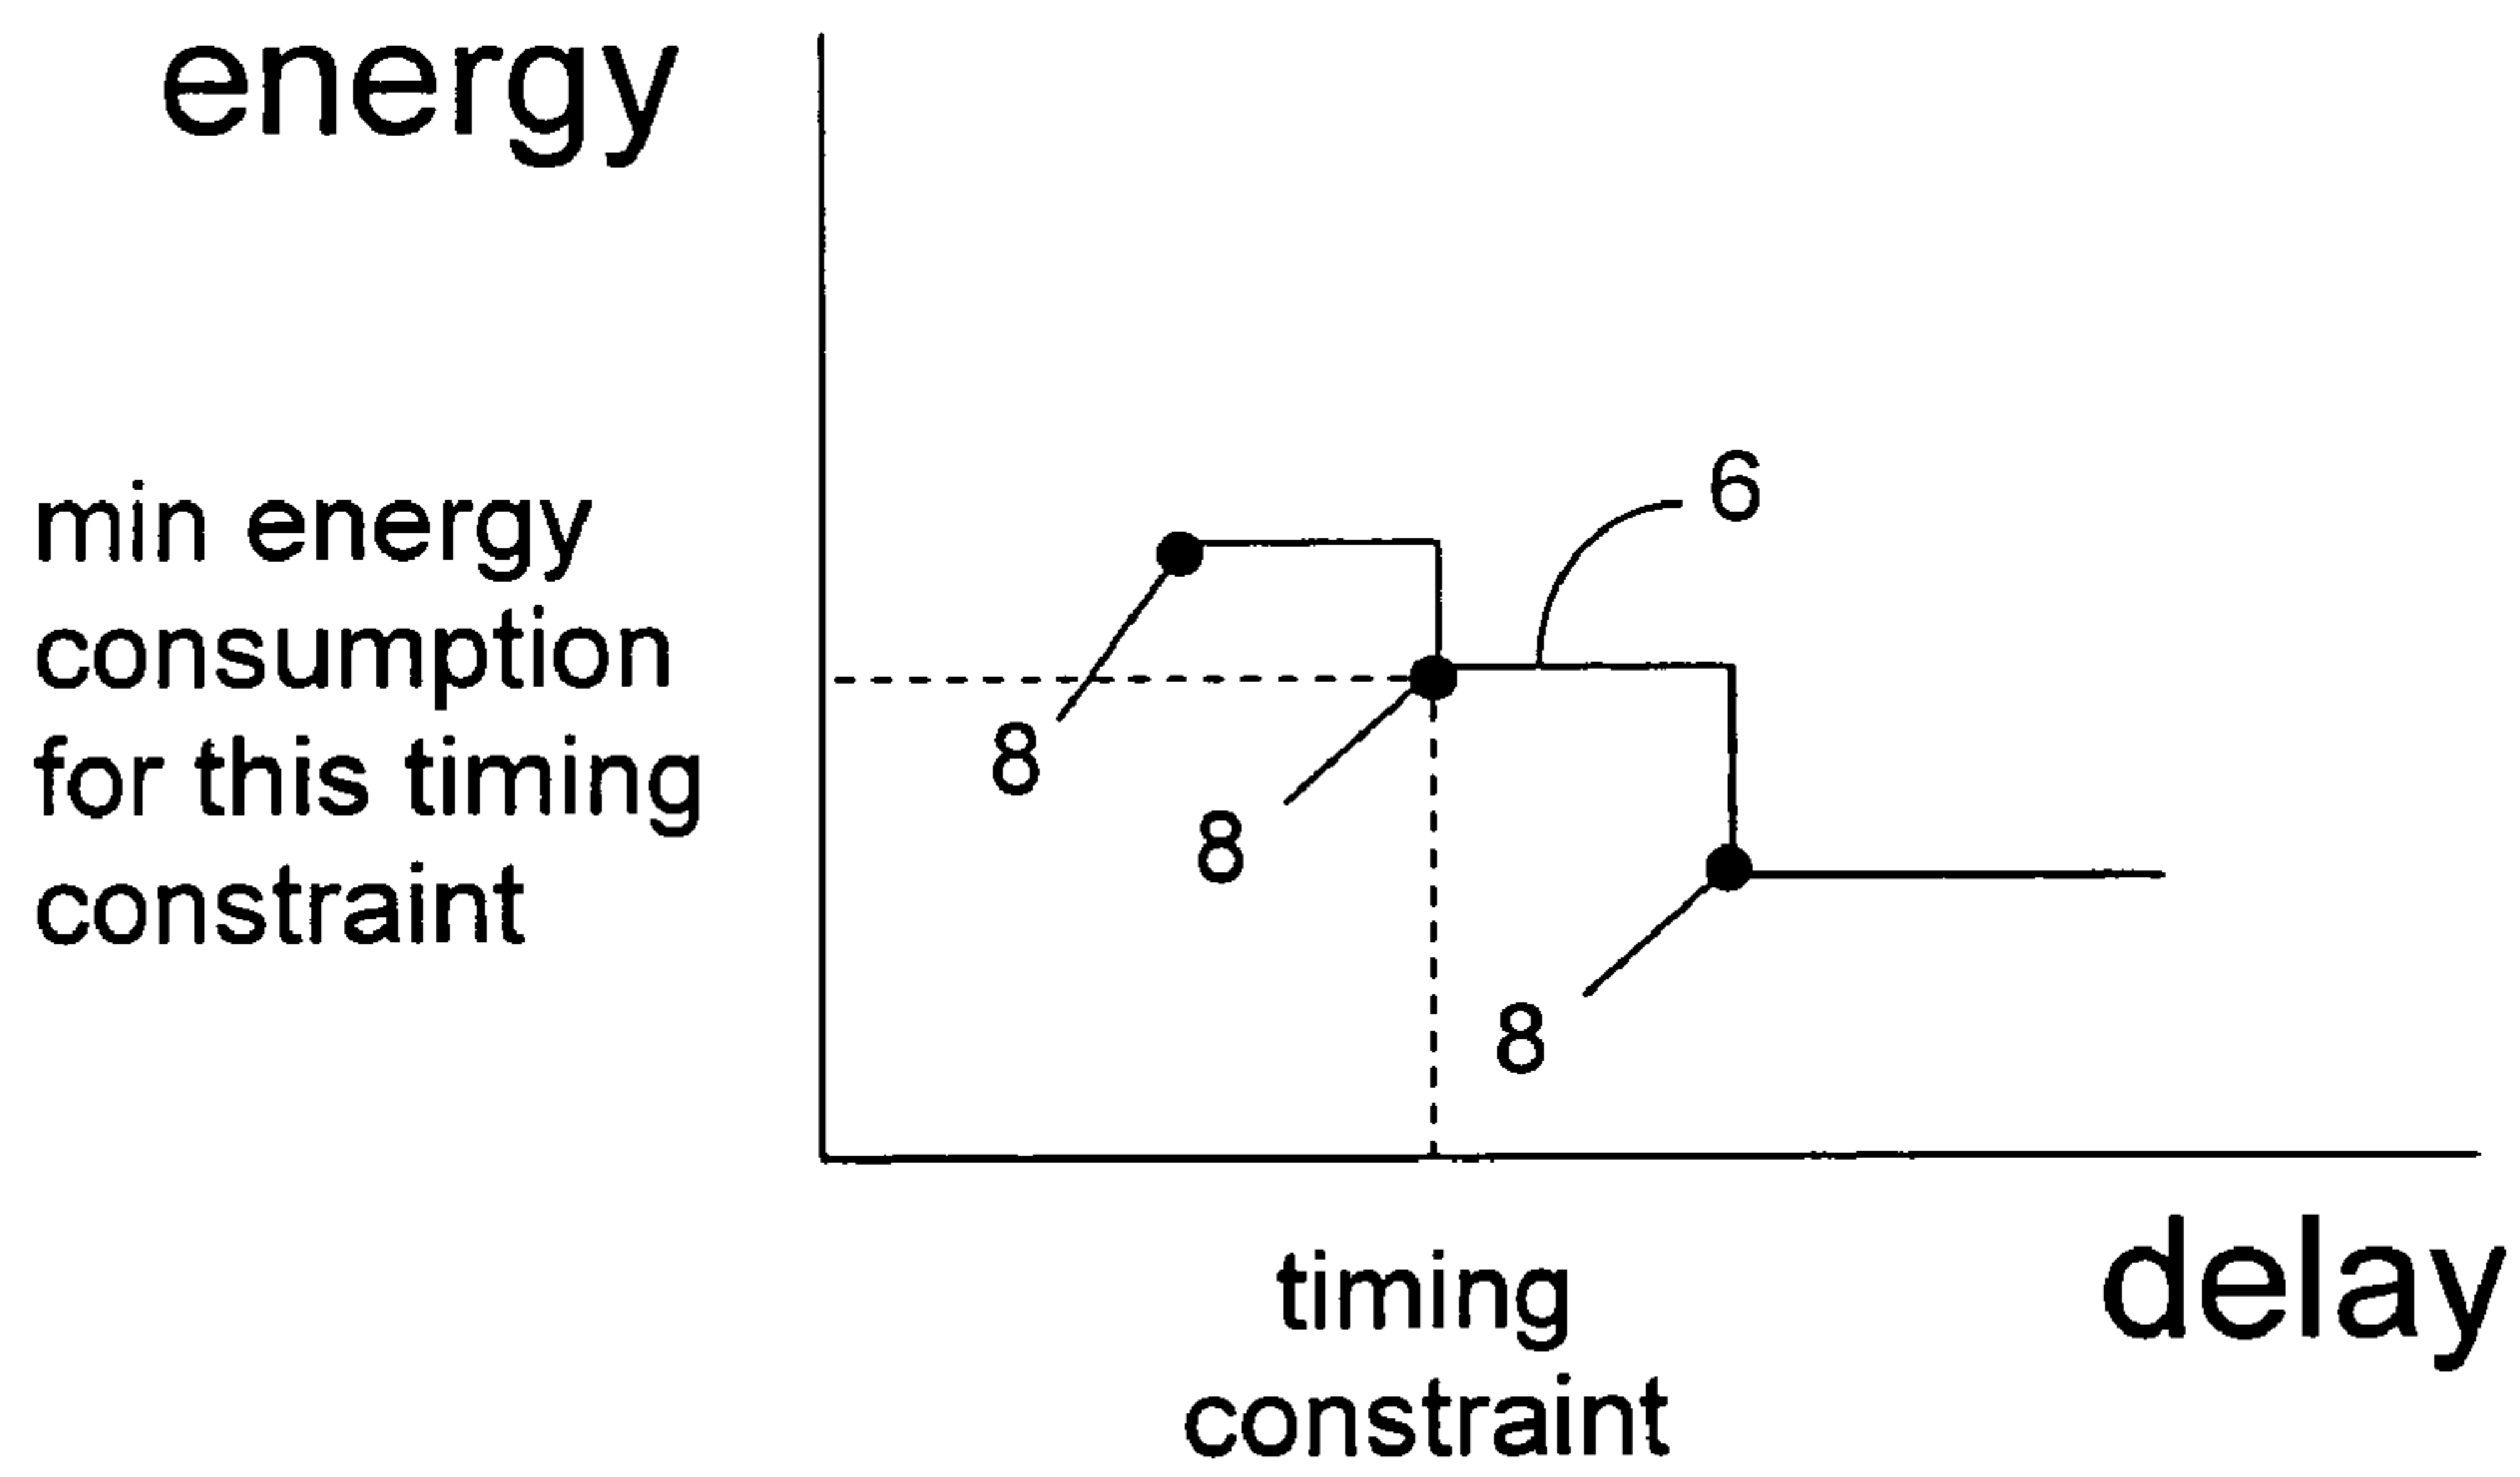 energy
min energy
consumption
for this timing
constraint
6
8
8
8
timing
constraint
delay